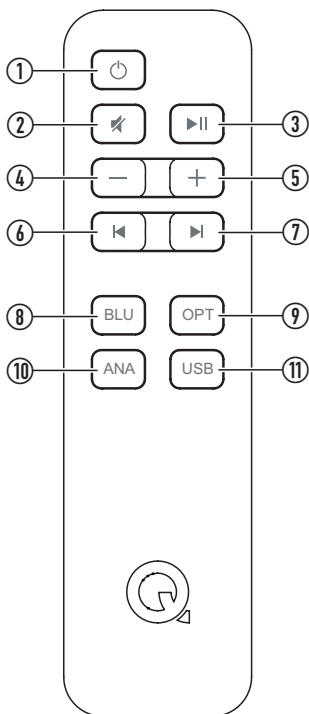 ①
② ③
④ ⑤
⑥ ⑦
⑧ BLU OPT ⑨
⑩ ANA USB ⑪